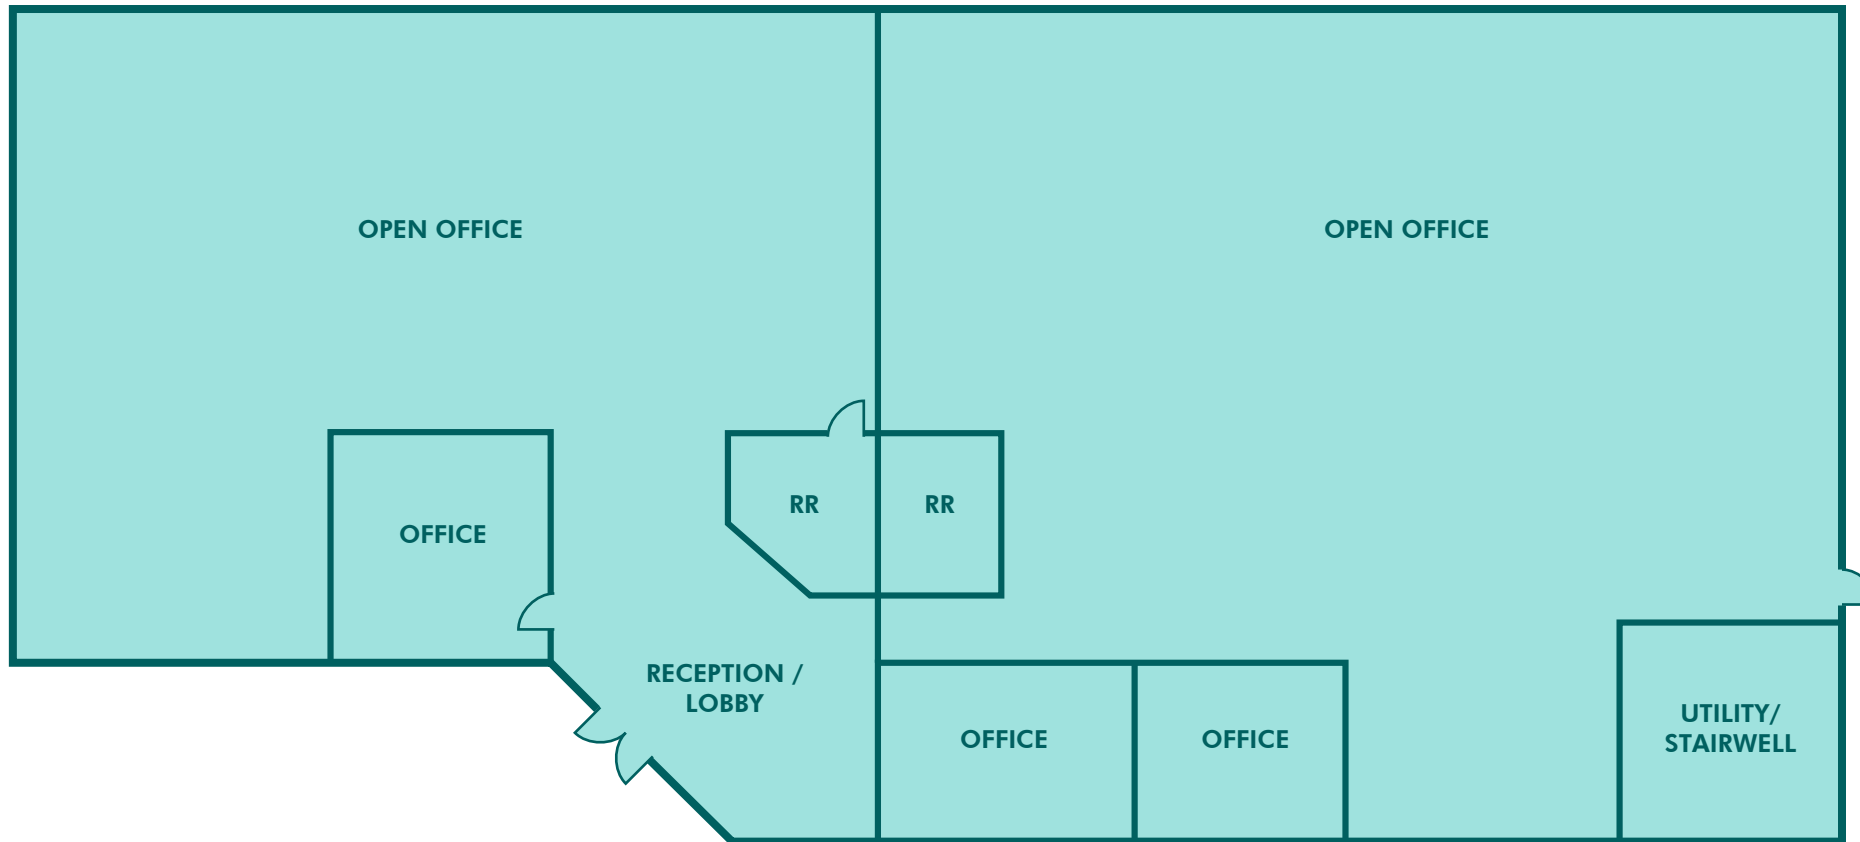 OPEN OFFICE
OPEN OFFICE
RR
RR
OFFICE
RECEPTION /
LOBBY
OFFICE
OFFICE
UTILITY/
STAIRWELL